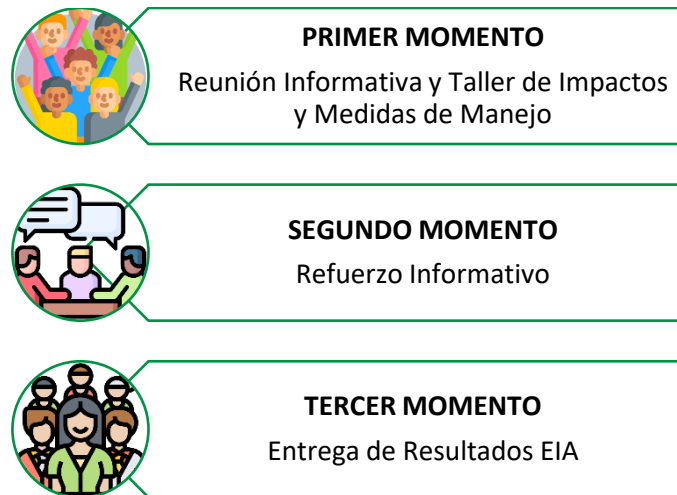 PRIMER MOMENTO
Reunión Informativa y Taller de Impactos
y Medidas de Manejo
SEGUNDO MOMENTO
Refuerzo Informativo
TERCER MOMENTO
Entrega de Resultados EIA